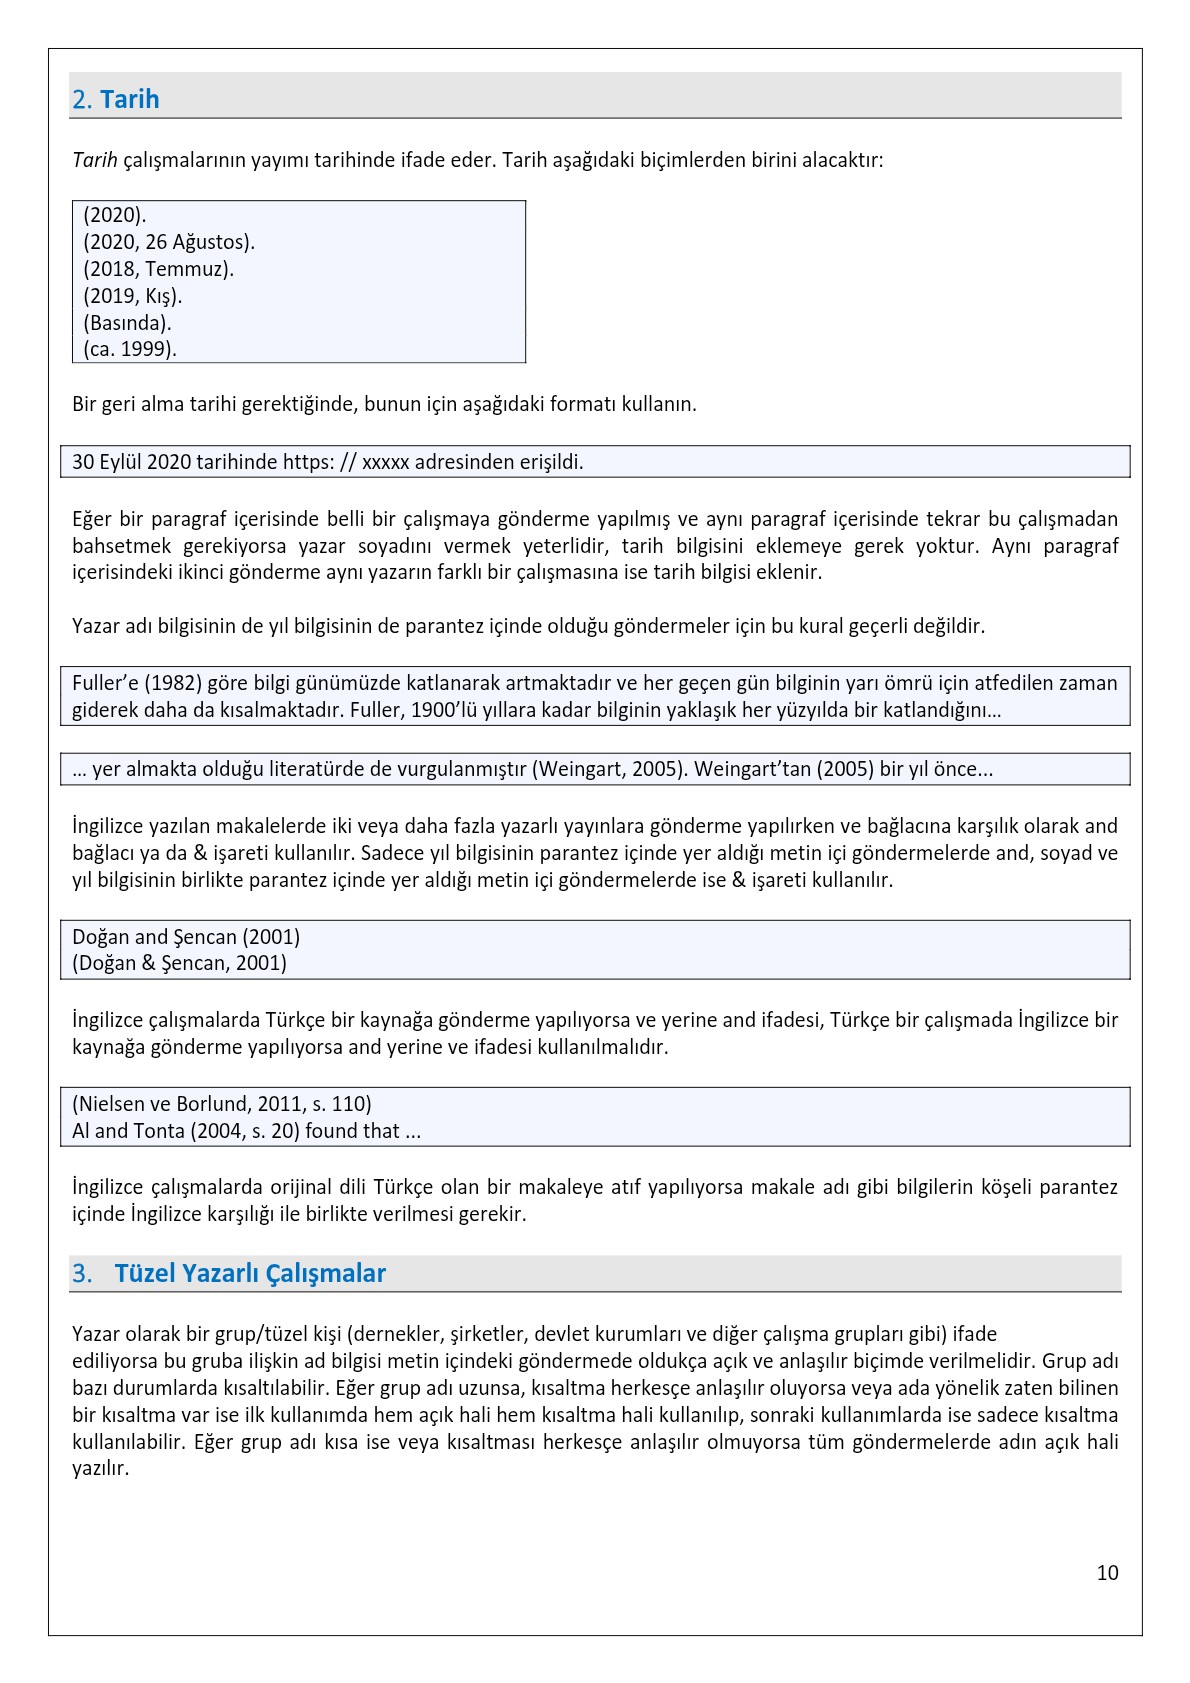 2. Tarih
Tarih çalışmalarının yayımı tarihinde ifade eder. Tarih aşağıdaki biçimlerden birini alacaktır:
(2020).
(2020, 26 Ağustos).
(2018, Temmuz).
(2019, Kış).
(Basında).
(ca. 1999).
Bir geri alma tarihi gerektiğinde, bunun için aşağıdaki formatı kullanın.
30 Eylül 2020 tarihinde https: // xxxxx adresinden erişildi.
Eğer bir paragraf içerisinde belli bir çalışmaya gönderme yapılmış ve aynı paragraf içerisinde tekrar bu çalışmadan
bahsetmek gerekiyorsa yazar soyadını vermek yeterlidir, tarih bilgisini eklemeye gerek yoktur. Aynı paragraf
içerisindeki ikinci gönderme aynı yazarın farklı bir çalışmasına ise tarih bilgisi eklenir.
Yazar adı bilgisinin de yıl bilgisinin de parantez içinde olduğu göndermeler için bu kural geçerli değildir.
Fuller’e (1982) göre bilgi günümüzde katlanarak artmaktadır ve her geçen gün bilginin yarı ömrü için atfedilen zaman
giderek daha da kısalmaktadır. Fuller, 1900’lü yıllara kadar bilginin yaklaşık her yüzyılda bir katlandığını…
… yer almakta olduğu literatürde de vurgulanmıştır (Weingart, 2005). Weingart’tan (2005) bir yıl önce…
İngilizce yazılan makalelerde iki veya daha fazla yazarlı yayınlara gönderme yapılırken ve bağlacına karşılık olarak and
bağlacı ya da & işareti kullanılır. Sadece yıl bilgisinin parantez içinde yer aldığı metin içi göndermelerde and, soyad ve
yıl bilgisinin birlikte parantez içinde yer aldığı metin içi göndermelerde ise & işareti kullanılır.
Doğan and Şencan (2001)
(Doğan & Şencan, 2001)
İngilizce çalışmalarda Türkçe bir kaynağa gönderme yapılıyorsa ve yerine and ifadesi, Türkçe bir çalışmada İngilizce bir
kaynağa gönderme yapılıyorsa and yerine ve ifadesi kullanılmalıdır.
(Nielsen ve Borlund, 2011, s. 110)
Al and Tonta (2004, s. 20) found that …
İngilizce çalışmalarda orijinal dili Türkçe olan bir makaleye atıf yapılıyorsa makale adı gibi bilgilerin köşeli parantez
içinde İngilizce karşılığı ile birlikte verilmesi gerekir.
3. Tüzel Yazarlı Çalışmalar
Yazar olarak bir grup/tüzel kişi (dernekler, şirketler, devlet kurumları ve diğer çalışma grupları gibi) ifade
ediliyorsa bu gruba ilişkin ad bilgisi metin içindeki göndermede oldukça açık ve anlaşılır biçimde verilmelidir. Grup adı
bazı durumlarda kısaltılabilir. Eğer grup adı uzunsa, kısaltma herkesçe anlaşılır oluyorsa veya ada yönelik zaten bilinen
bir kısaltma var ise ilk kullanımda hem açık hali hem kısaltma hali kullanılıp, sonraki kullanımlarda ise sadece kısaltma
kullanılabilir. Eğer grup adı kısa ise veya kısaltması herkesçe anlaşılır olmuyorsa tüm göndermelerde adın açık hali
yazılır.
10